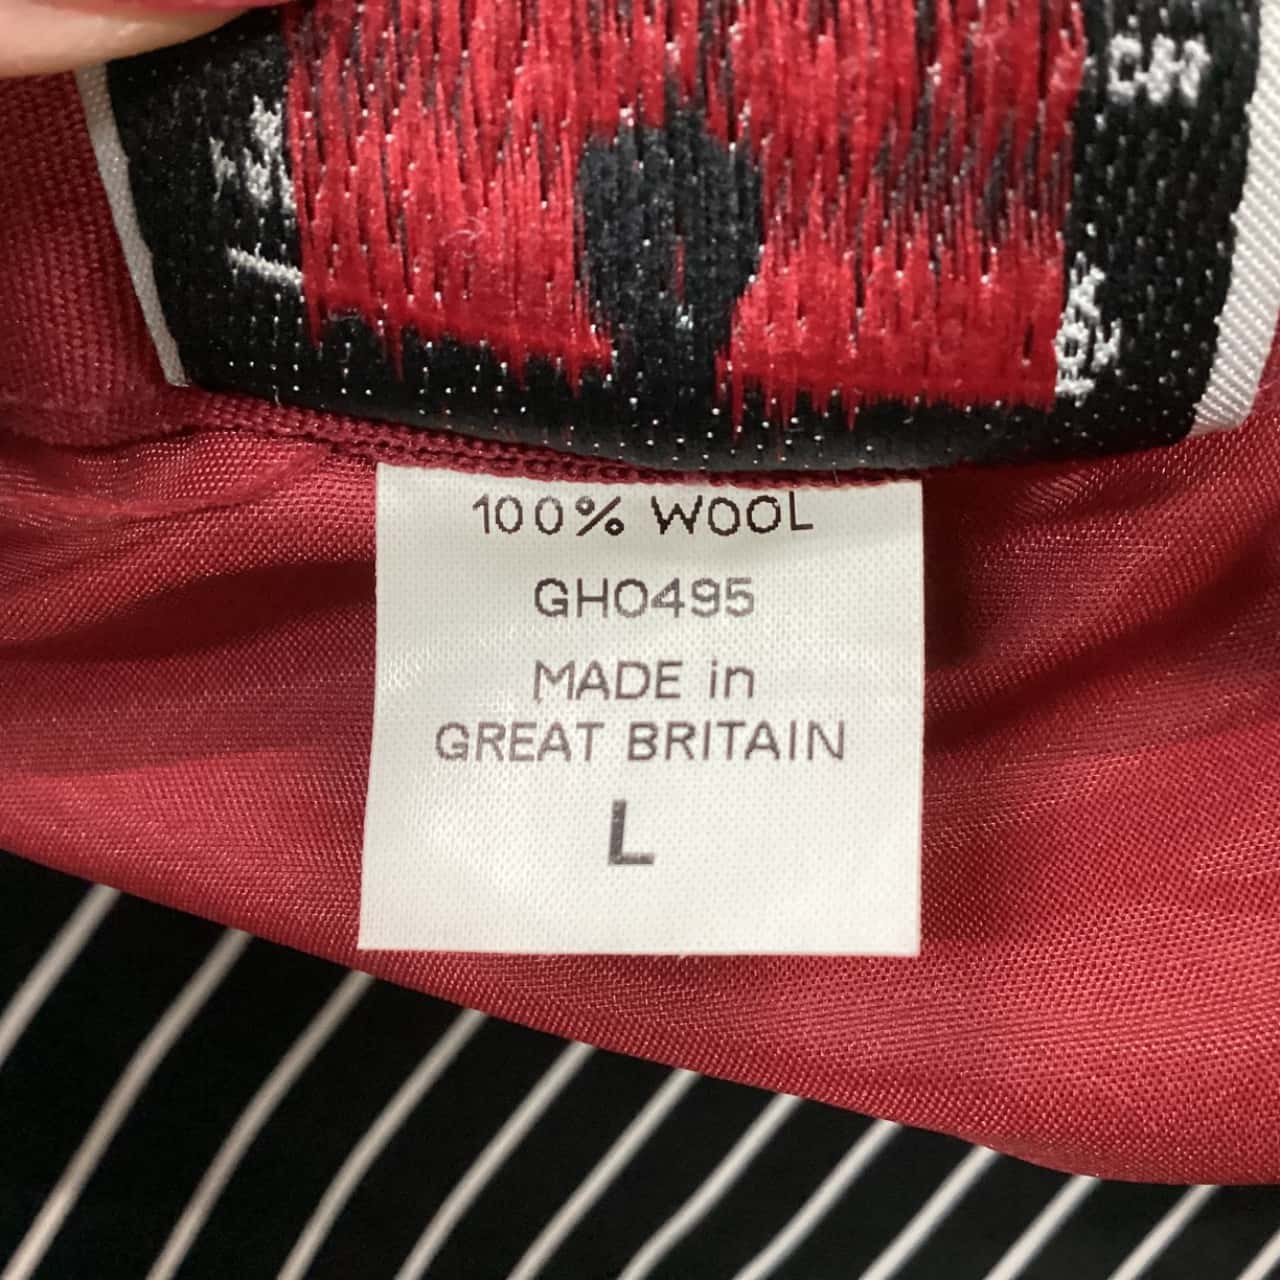 100% WOOL
GH0495
MADE in
GREAT BRITAIN
L